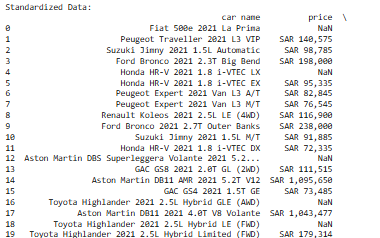 Standardized Data:
car name price \
0 Fiat 500e 2021 La Prima NaN
1 Peugeot Traveller 2021 L3 VIP SAR 140,575
2 Suzuki Jimny 2021 1.5L Automatic SAR 98,785
3 Ford Bronco 2021 2.3T Big Bend SAR 198,000
4 Honda HR-V 2021 1.8 i-VTEC LX NaN
5 Honda HR-V 2021 1.8 i-VTEC EX SAR 95,335
6 Peugeot Expert 2021 Van L3 A/T SAR 82,845
7 Peugeot Expert 2021 Van L3 M/T SAR 76,545
8 Renault Koleos 2021 2.5L LE (4WD) SAR 116,900
9 Ford Bronco 2021 2.7T Outer Banks SAR 238,000
10 Suzuki Jimny 2021 1.5L M/T SAR 91,885
11 Honda HR-V 2021 1.8 i-VTEC DX SAR 72,335
12 Aston Martin DBS Superleggera Volante 2021 5.2... NaN
13 GAC GS8 2021 2.0T GL (2WD) SAR 111,515
14 Aston Martin DB11 AMR 2021 5.2T V12 SAR 1,095,650
15 GAC GS4 2021 1.5T GE SAR 73,485
16 Toyota Highlander 2021 2.5L Hybrid GLE (AWD) NaN
17 Aston Martin DB11 2021 4.0T V8 Volante SAR 1,043,477
18 Toyota Highlander 2021 2.5L Hybrid LE (FWD) NaN
19 Toyota Highlander 2021 2.5L Hybrid Limited (FWD) SAR 179,314